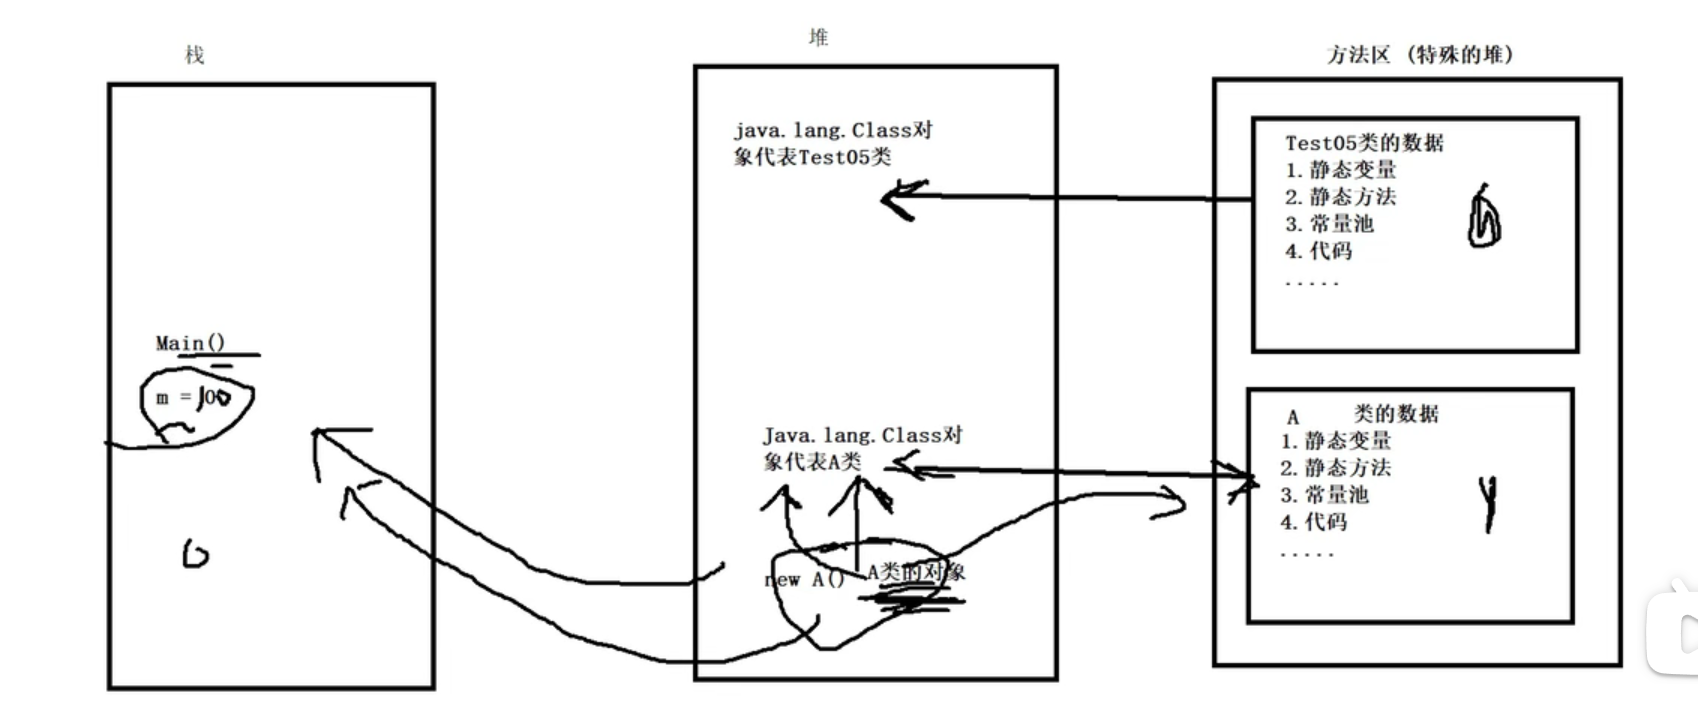 栈
堆
方法区 (特殊的堆)
java.lang.Class对
象代表Test05类
Test05类的数据
1.静态变量
2.静态方法
3.常量池
4.代码
.....
Main()
m = 100
Java.lang.Class对
象代表A类
A 类的数据
1.静态变量
2.静态方法
3.常量池
4.代码
.....
new A() A类的对象